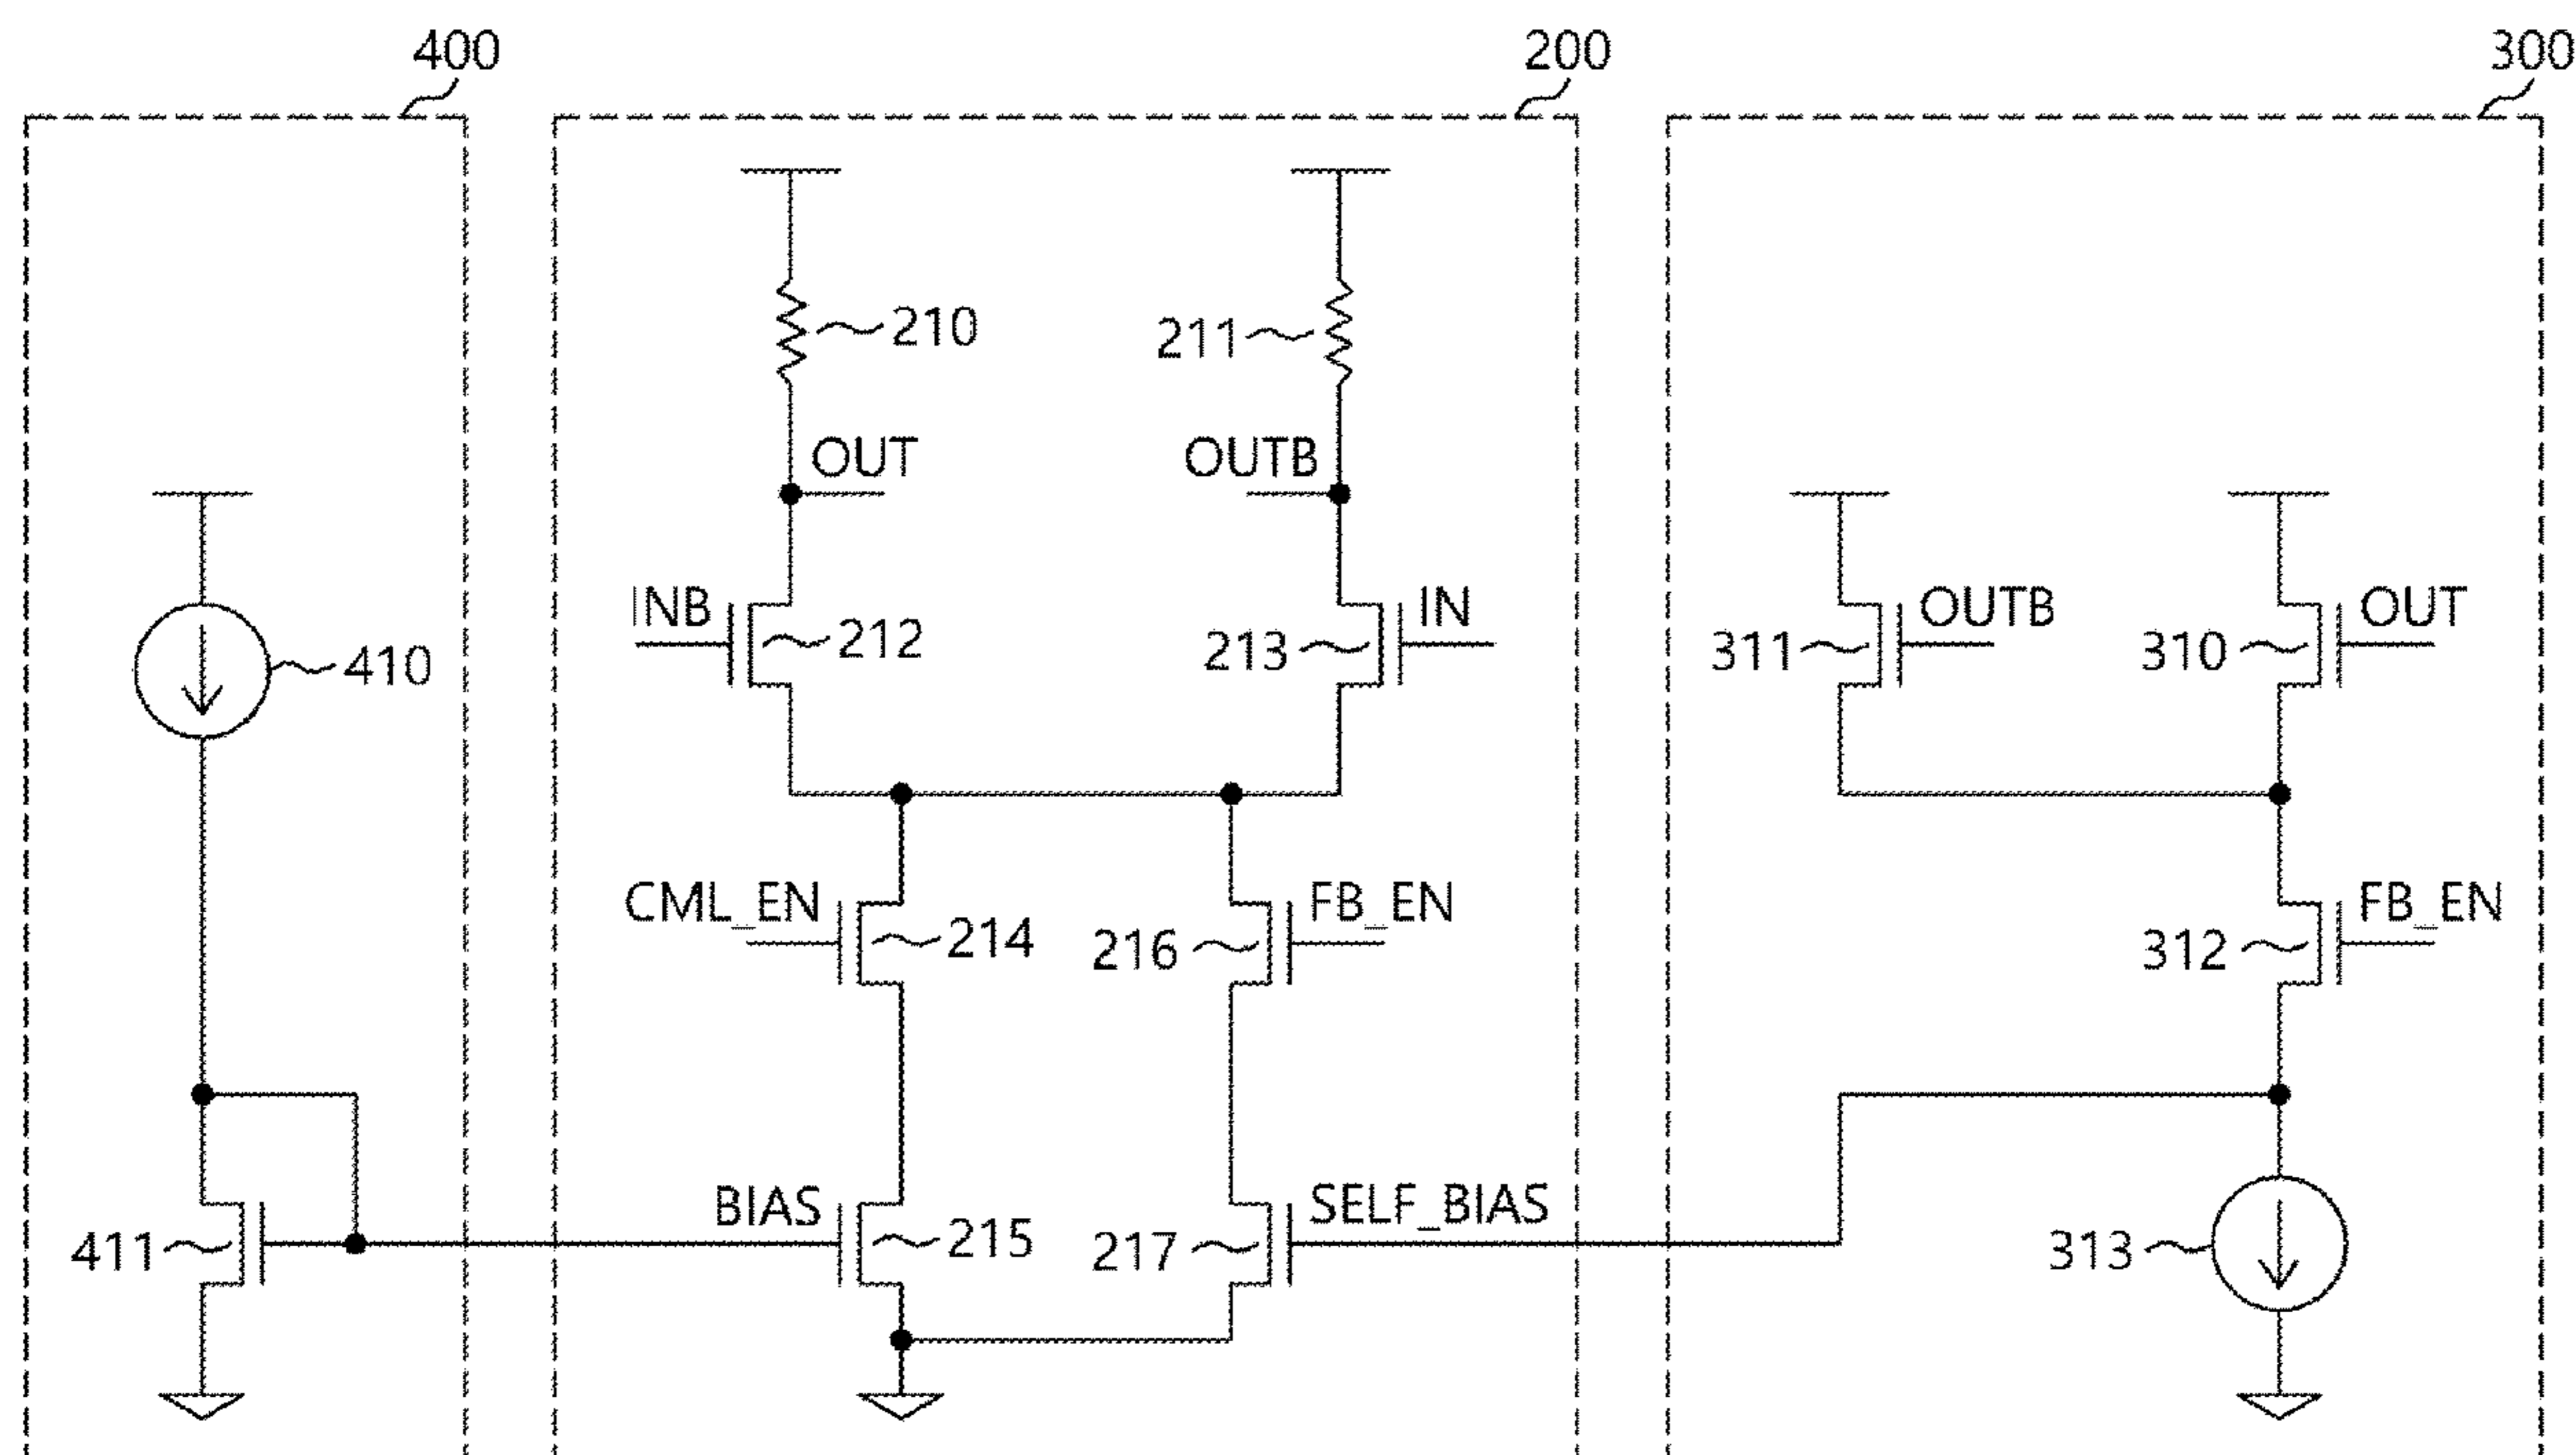 400
200
300
210
211
OUT
OUTB
INB
212
213
IN
311
OUTB
310
OUT
410
CML_EN
214
216
FB_EN
312
FB_EN
411
BIAS
215
217
SELF_BIAS
313